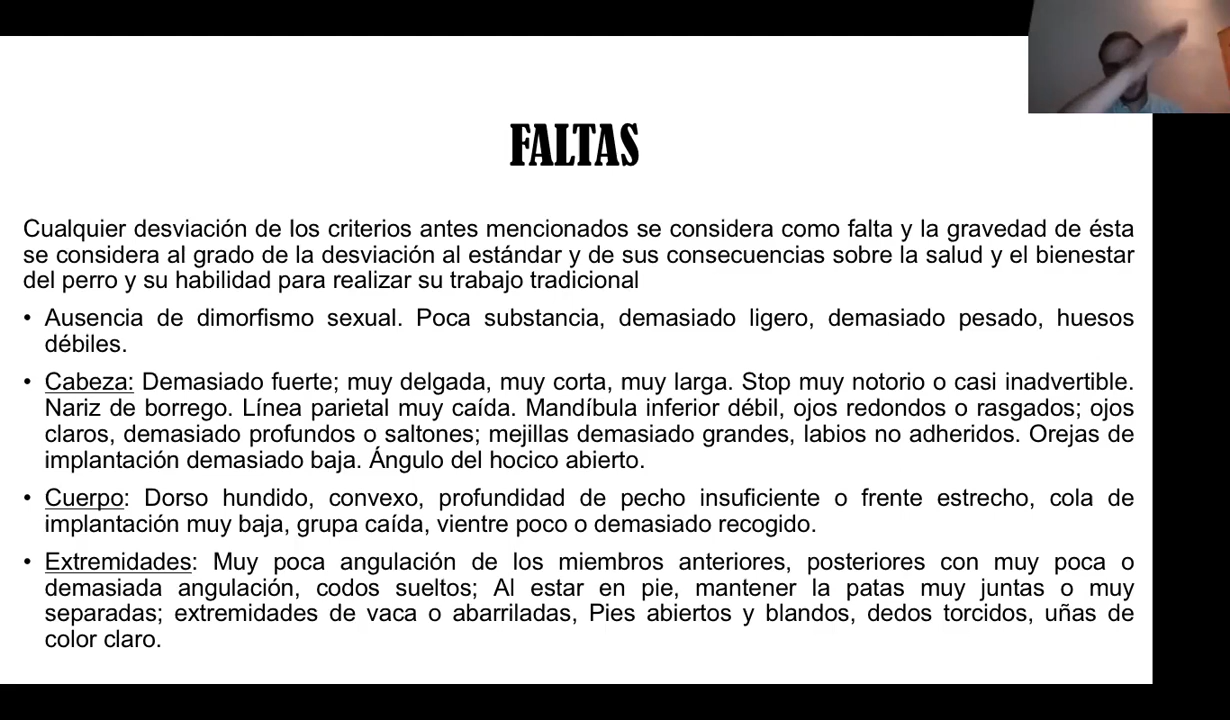 FALTAS
Cualquier desviación de los criterios antes mencionados se considera como falta y la gravedad de ésta
se considera al grado de la desviación al estándar y de sus consecuencias sobre la salud y el bienestar
del perro y su habilidad para realizar su trabajo tradicional
• Ausencia de dimorfismo sexual. Poca substancia, demasiado ligero, demasiado pesado, huesos
débiles.
• Cabeza: Demasiado fuerte; muy delgada, muy corta, muy larga. Stop muy notorio o casi inadvertible.
Nariz de borrego. Línea parietal muy caída. Mandíbula inferior débil, ojos redondos o rasgados; ojos
claros, demasiado profundos o saltones; mejillas demasiado grandes, labios no adheridos. Orejas de
implantación demasiado baja. Ángulo del hocico abierto.
• Cuerpo: Dorso hundido, convexo, profundidad de pecho insuficiente o frente estrecho, cola de
implantación muy baja, grupa caída, vientre poco o demasiado recogido.
• Extremidades: Muy poca angulación de los miembros anteriores, posteriores con muy poca o
demasiada angulación, codos sueltos; Al estar en pie, mantener la patas muy juntas o muy
separadas; extremidades de vaca o abarriladas, Pies abiertos y blandos, dedos torcidos, uñas de
color claro.